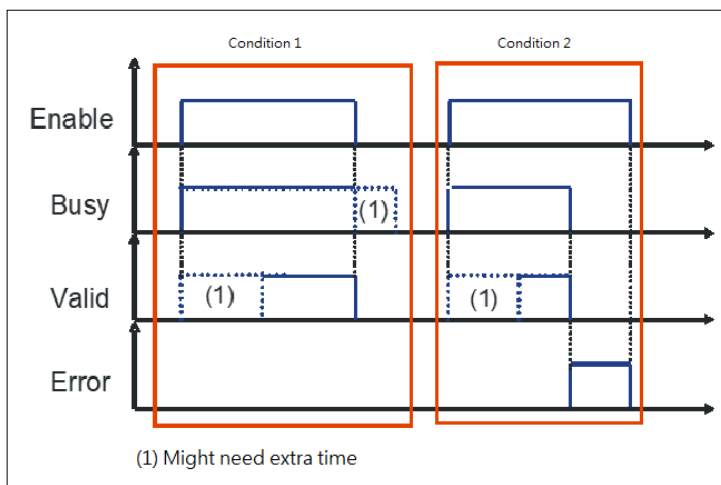 Condition 1
Condition 2
Enable
Busy
(1)
Valid
(1)
(1)
Error
(1) Might need extra time